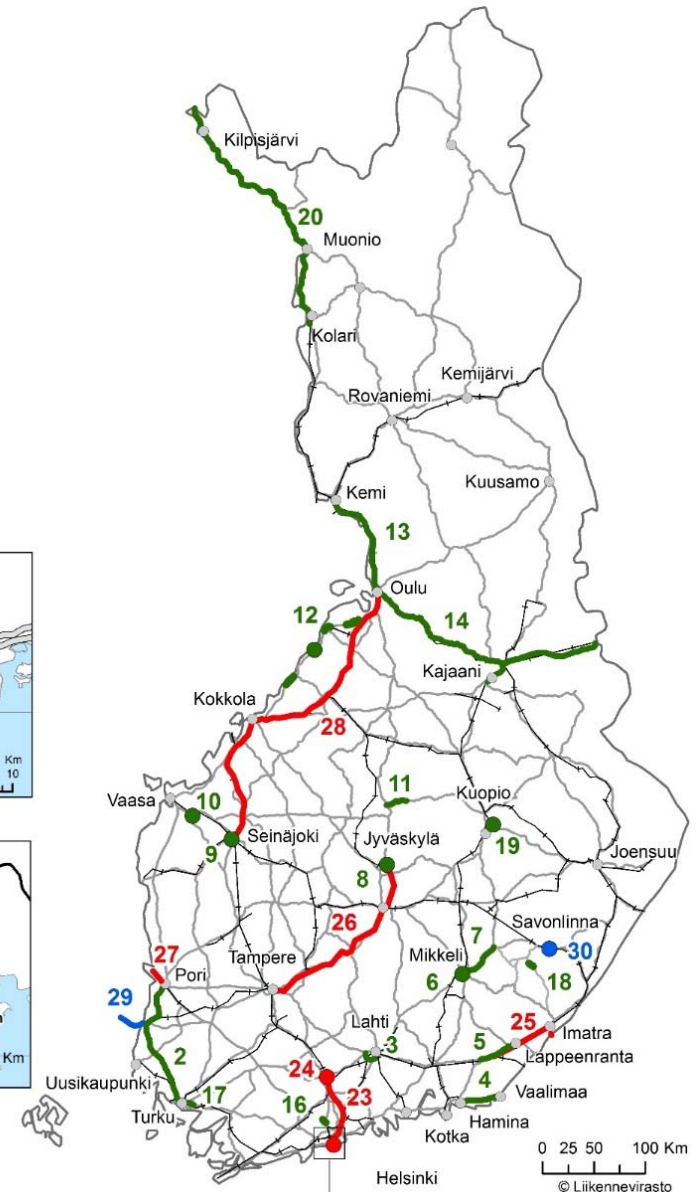 Kilpisjärvi
20
Muonio
Kolari
Kemijärvi
Rovaniemi
Kuusamo
Kemi
13
Oulu
12
14
Kajaani
Kokkola
28
Km
10
11
Vaasa
10
Kuopio
Seinäjoki
Jyväskylä
9
19
Joensuu
8
26
Savonlinna
7
27
Tampere
Mikkeli
30
Pori
6
18
29
Lahti
25
Imatra
3
5
Km
2
24
Lappeenranta
Uusikaupunki
23
4
Vaalimaa
17
16
Turku
Hamina
Kotka
0 25 50 100 Km
Helsinki
© Liikennevirasto